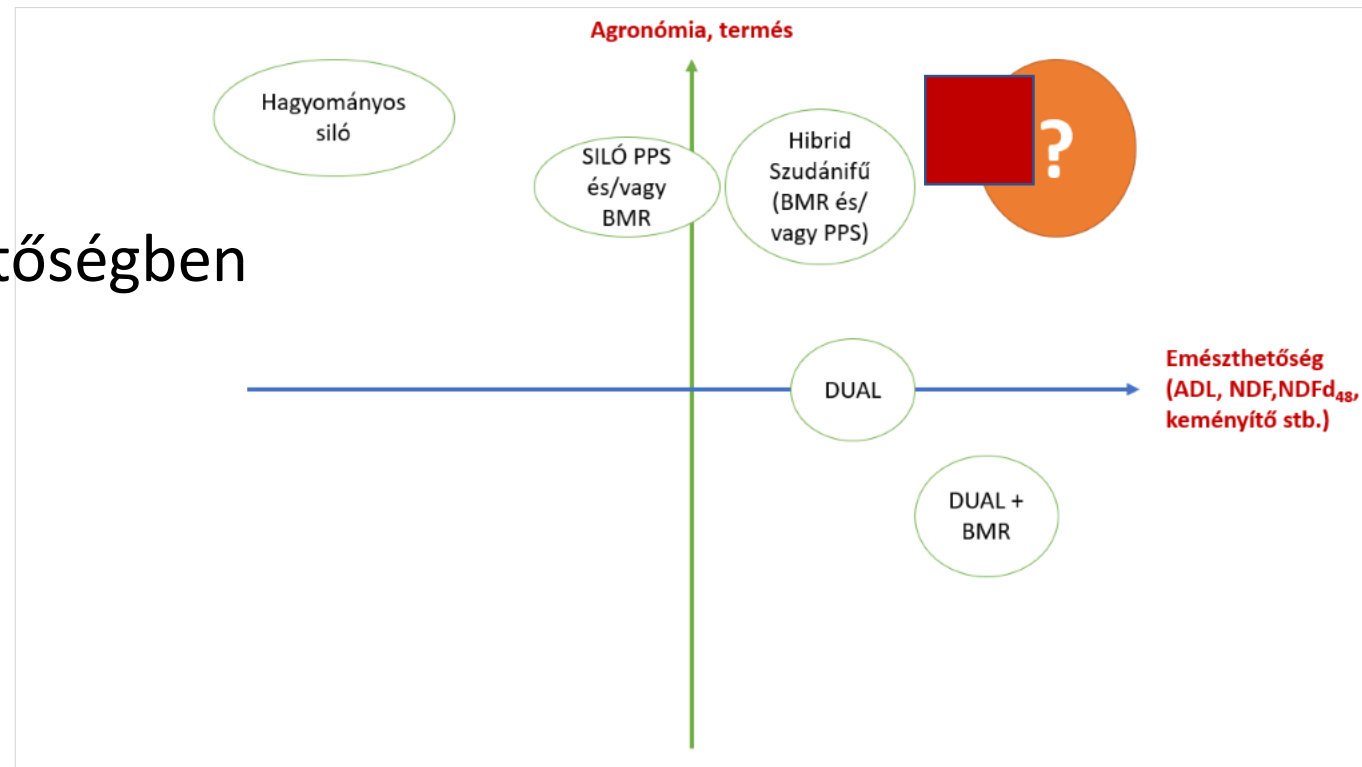 Agronómia, termés
Hagyományos
siló
SILÓ PPS
és/vagy
BMR
Hibrid
Szudánifű
(BMR és/
vagy PPS)
?
tőségben
DUAL
Emészthetőség
(ADL, NDF,NDFd₄₈,
keményítő stb.)
DUAL +
BMR